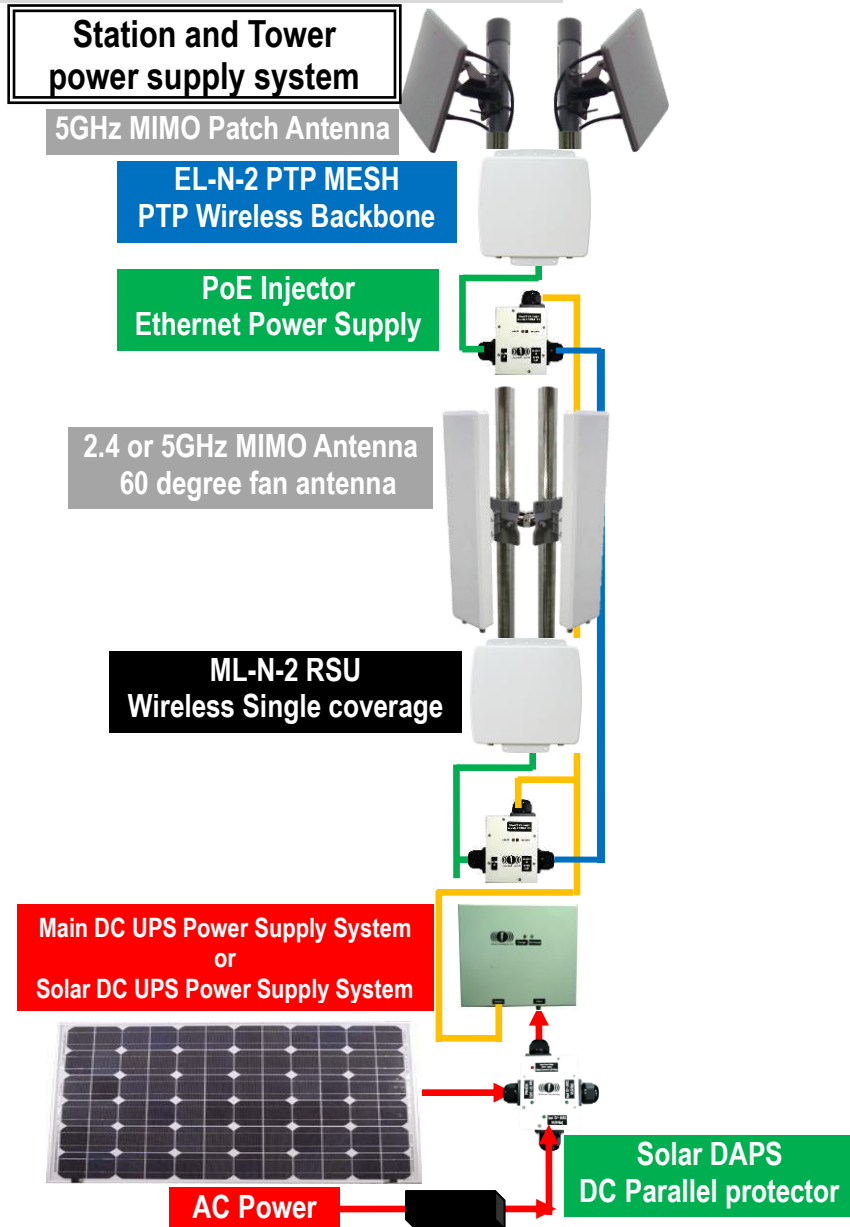 Station and Tower
power supply system
5GHz MIMO Patch Antenna
EL-N-2 PTP MESH
PTP Wireless Backbone
PoE Injector
Ethernet Power Supply
2.4 or 5GHz MIMO Antenna
60 degree fan antenna
ML-N-2 RSU
Wireless Single coverage
Main DC UPS Power Supply System
or
Solar DC UPS Power Supply System
Solar DAPS
DC Parallel protector
AC Power